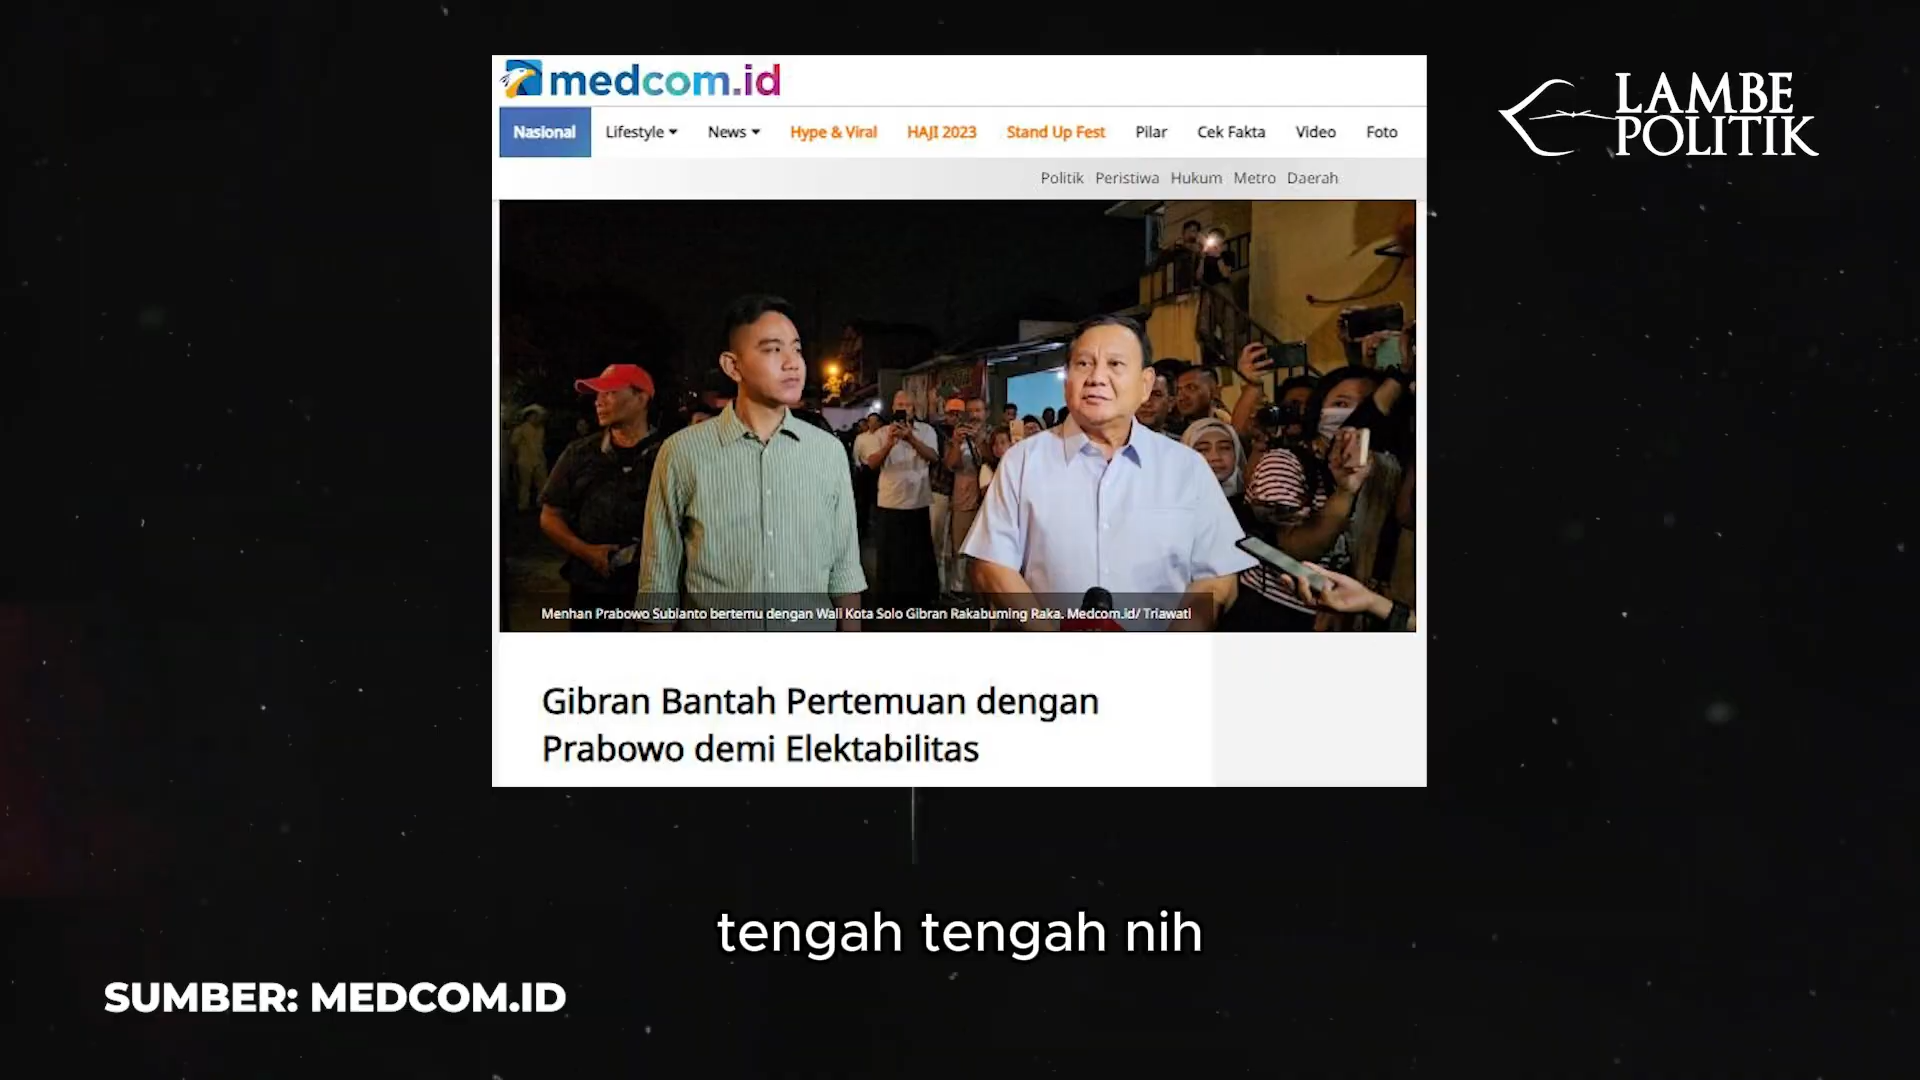 medcom.id
LAMBE
POLITIK
Nasional Lifestyle News Hype & Viral HAJI 2023 Stand Up Fest Pilar Cek Fakta Video Foto
Politik Peristiwa Hukum Metro Daerah
Menhan Prabowo Subianto bertemu dengan Wali Kota Solo Gibran Rakabuming Raka. Medcom.id/ Triawati
Gibran Bantah Pertemuan dengan
Prabowo demi Elektabilitas
tengah tengah nih
SUMBER: MEDCOM.ID